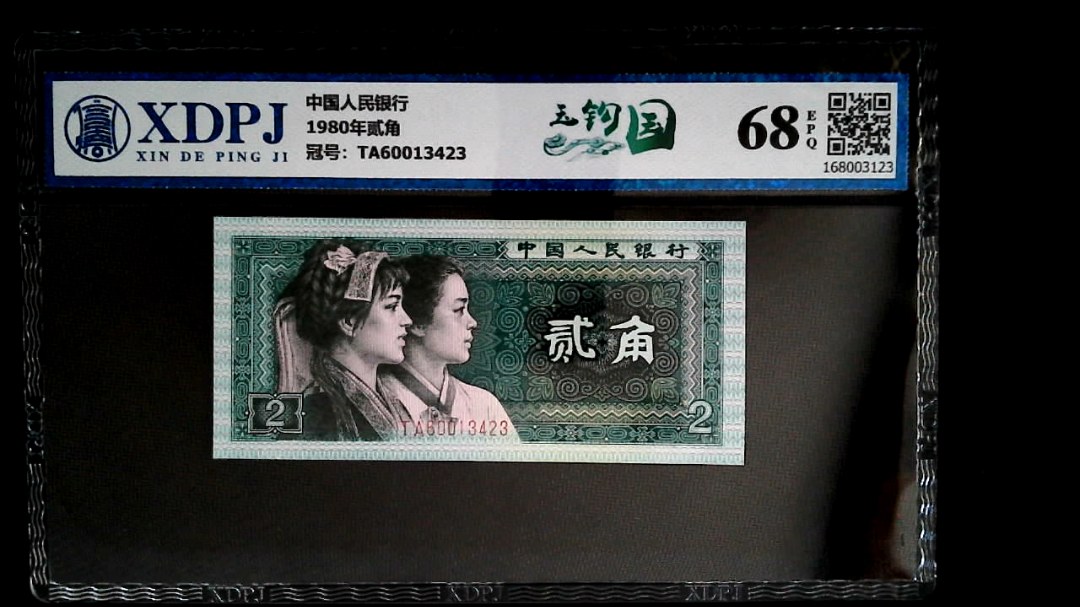 XDPJ
XIN DE PING JI
中国人民银行
1980年贰角
冠号：TA60013423
无钩国
68
EPQ
168003123
中国人民银行
贰角
2
2
TA60013423
XDPJ
XDPJ
XDPJ